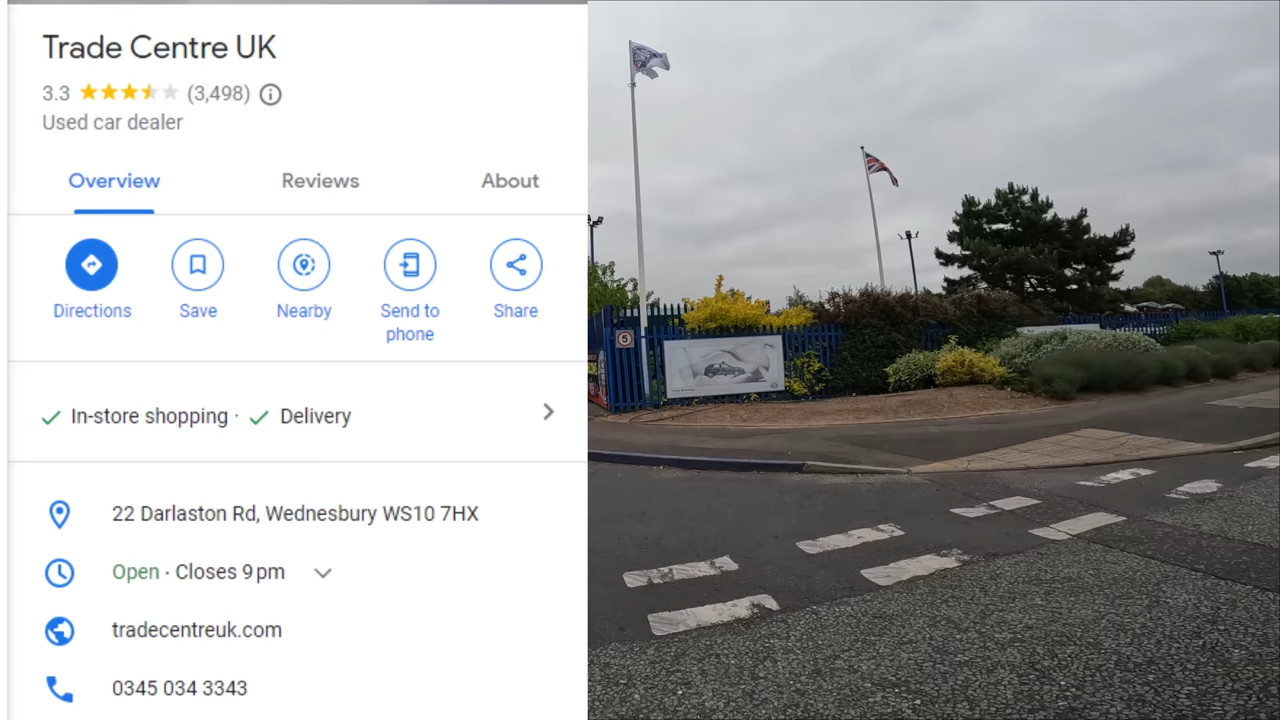 Trade Centre UK
3.3 (3,498)
Used car dealer
Overview Reviews About
Directions Save Nearby Send to phone Share
In-store shopping · Delivery
22 Darlaston Rd, Wednesbury WS10 7HX
Open · Closes 9 pm
tradecentreuk.com
0345 034 3343
5